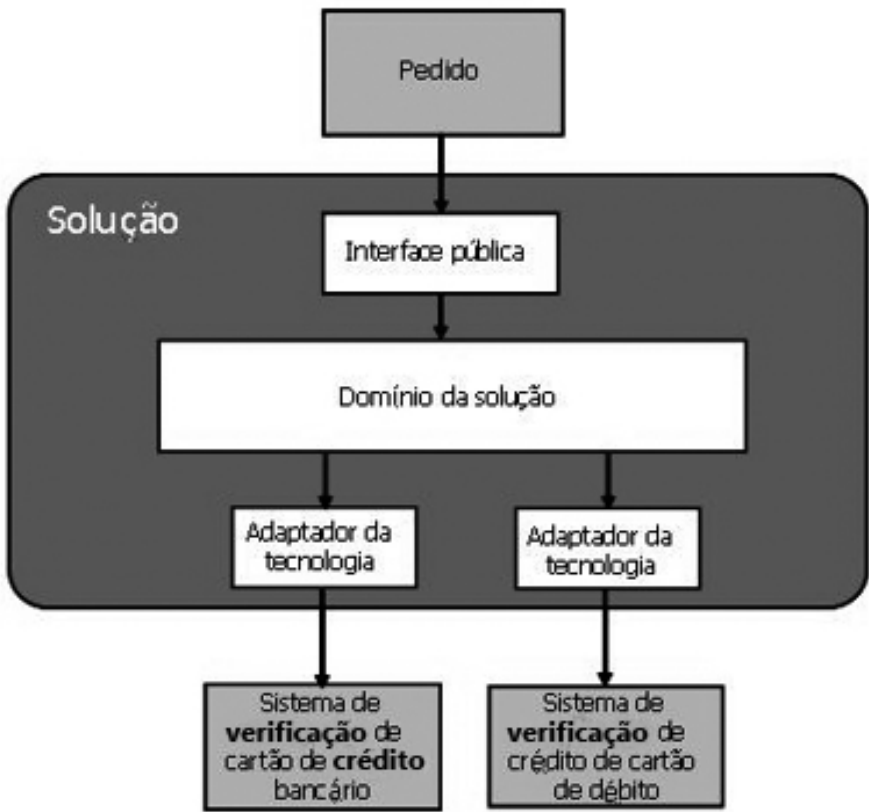 Pedido
Solução
Interface pública
Domínio da solução
Adaptador da
tecnologia
Adaptador da
tecnologia
Sistema de
verificação de
cartão de crédito
bancário
Sistema de
verificação de
crédito de cartão
de débito